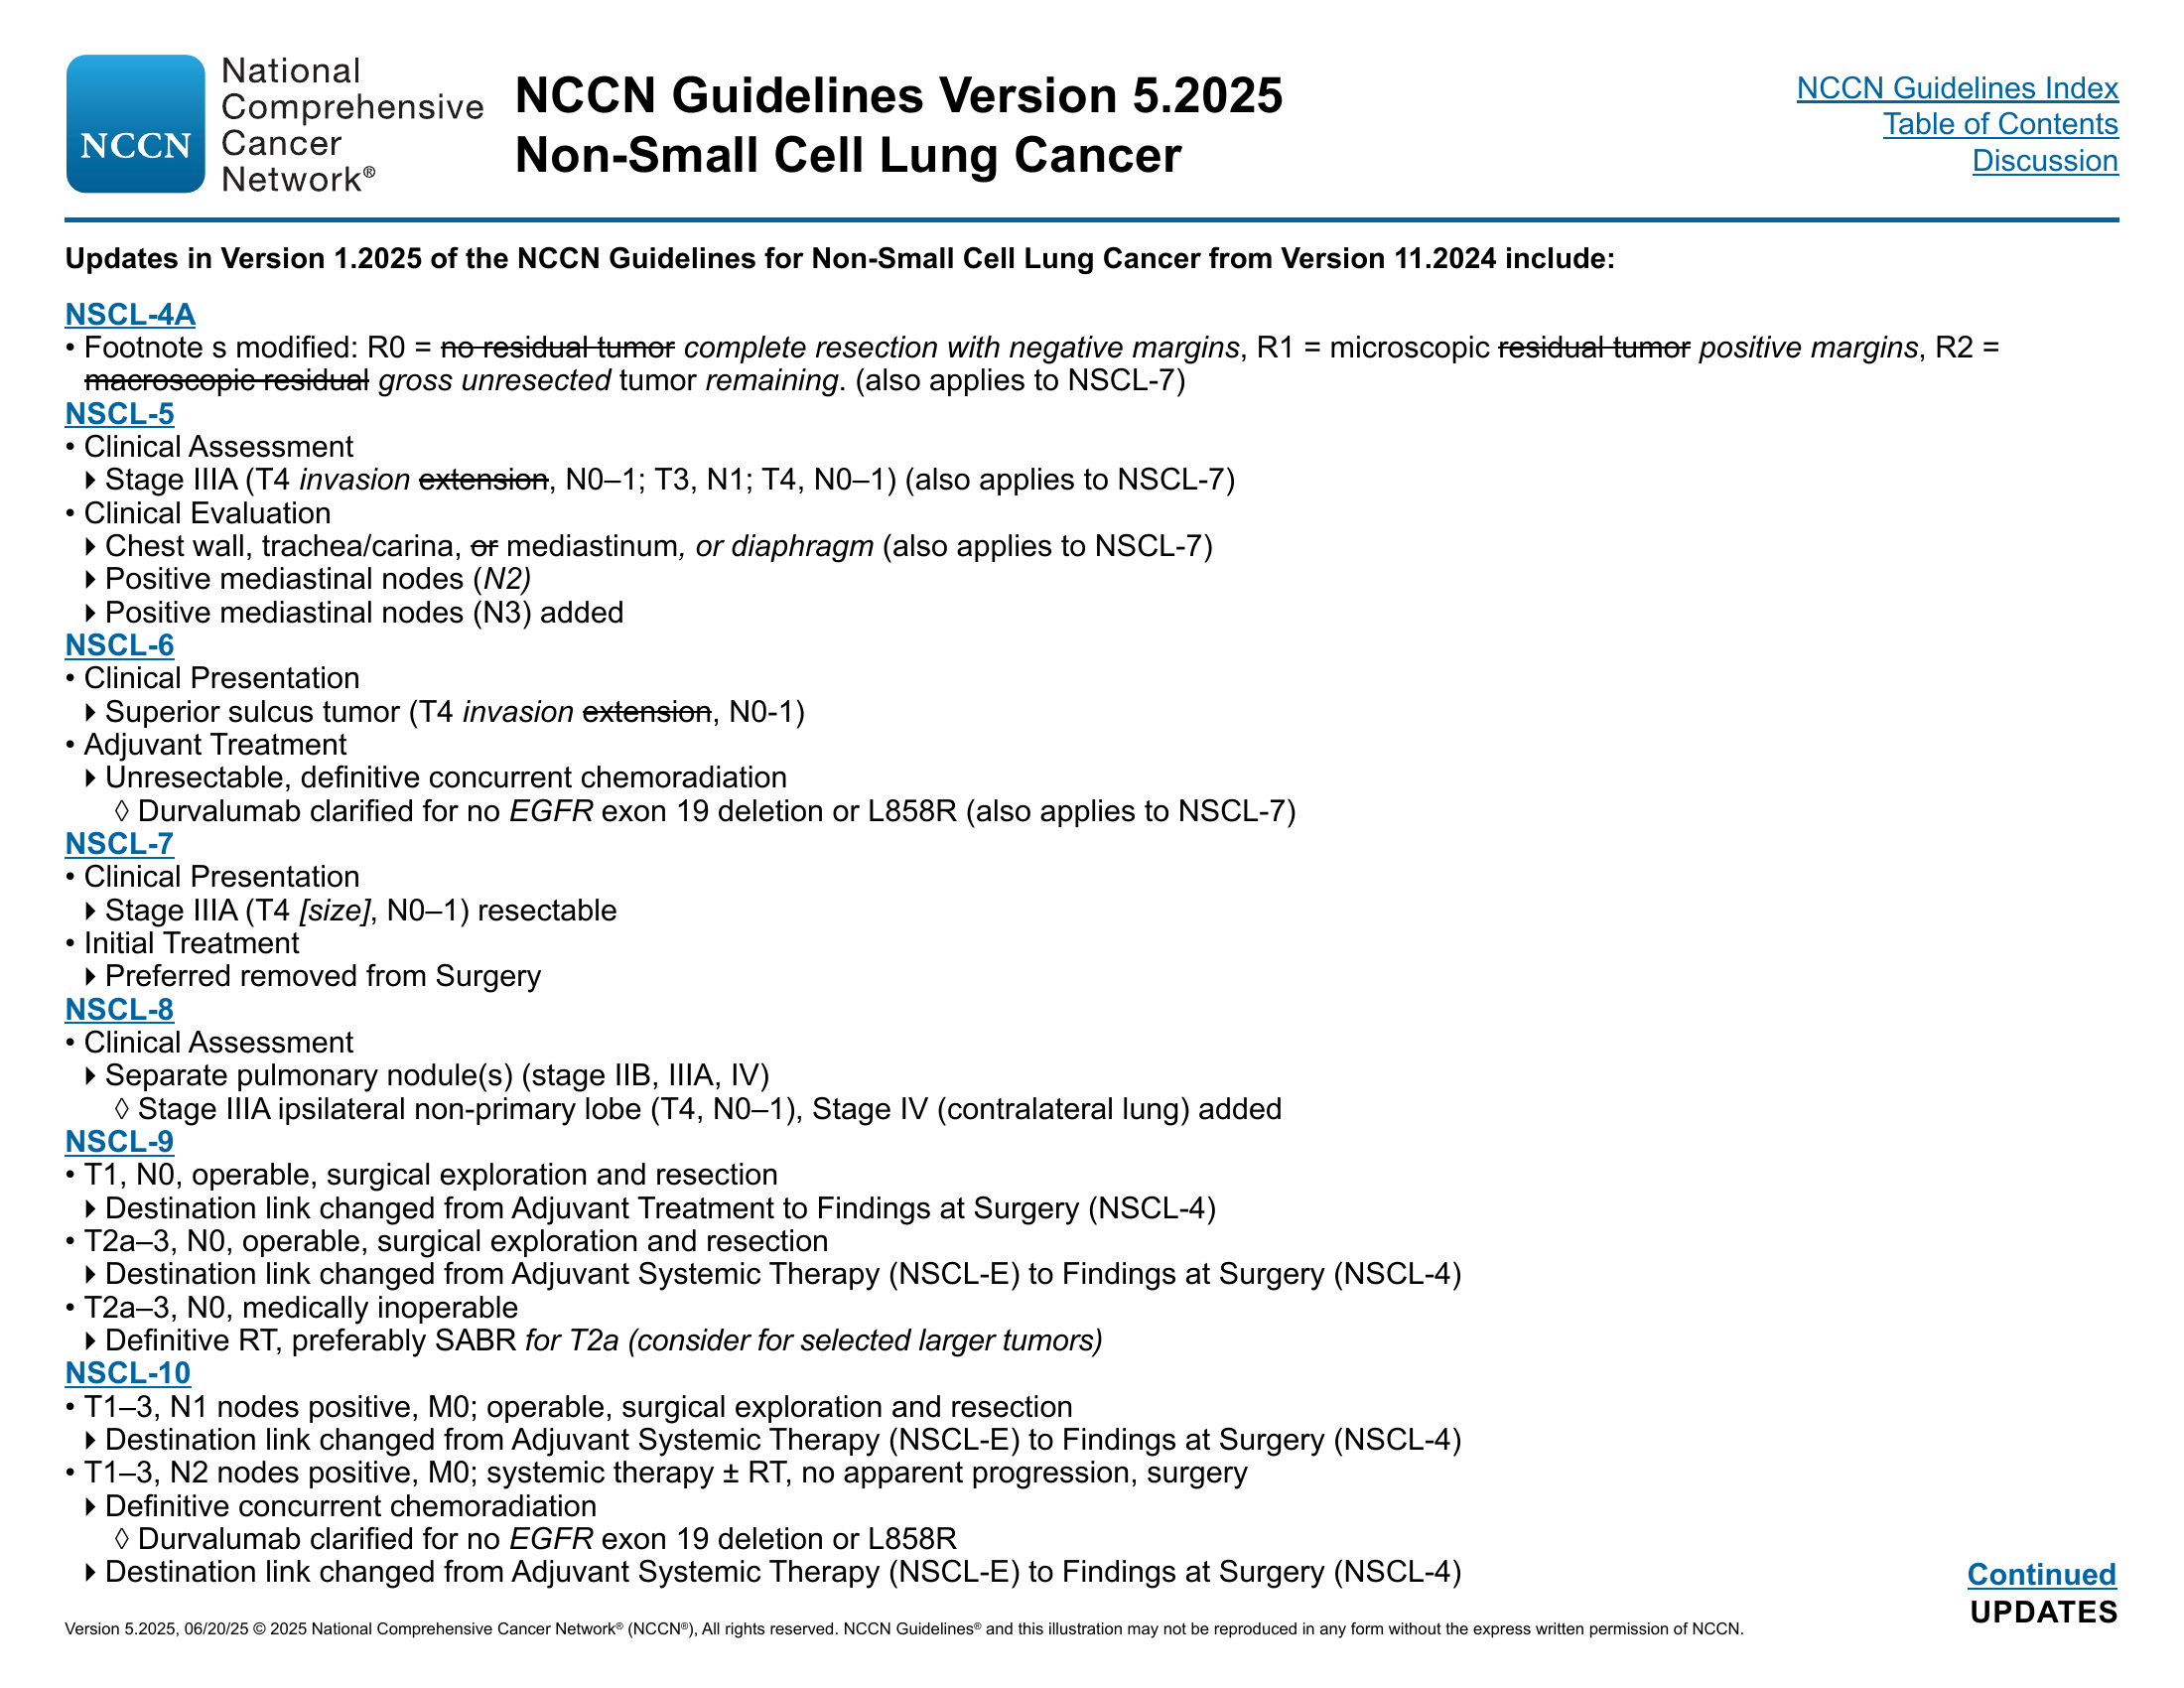 NCCN
National
Comprehensive
Cancer
Network®
NCCN Guidelines Version 5.2025
Non-Small Cell Lung Cancer
NCCN Guidelines Index
Table of Contents
Discussion
Updates in Version 1.2025 of the NCCN Guidelines for Non-Small Cell Lung Cancer from Version 11.2024 include:
NSCL-4A
• Footnote s modified: R0 = no residual tumor complete resection with negative margins, R1 = microscopic residual tumor positive margins, R2 =
macroscopic residual gross unresected tumor remaining. (also applies to NSCL-7)
NSCL-5
• Clinical Assessment
Stage IIIA (T4 invasion extension, N0–1; T3, N1; T4, N0–1) (also applies to NSCL-7)
• Clinical Evaluation
Chest wall, trachea/carina, or mediastinum, or diaphragm (also applies to NSCL-7)
Positive mediastinal nodes (N2)
Positive mediastinal nodes (N3) added
NSCL-6
• Clinical Presentation
Superior sulcus tumor (T4 invasion extension, N0-1)
• Adjuvant Treatment
Unresectable, definitive concurrent chemoradiation
◊ Durvalumab clarified for no EGFR exon 19 deletion or L858R (also applies to NSCL-7)
NSCL-7
• Clinical Presentation
Stage IIIA (T4 [size], N0–1) resectable
• Initial Treatment
Preferred removed from Surgery
NSCL-8
• Clinical Assessment
Separate pulmonary nodule(s) (stage IIB, IIIA, IV)
◊ Stage IIIA ipsilateral non-primary lobe (T4, N0–1), Stage IV (contralateral lung) added
NSCL-9
• T1, N0, operable, surgical exploration and resection
Destination link changed from Adjuvant Treatment to Findings at Surgery (NSCL-4)
• T2a–3, N0, operable, surgical exploration and resection
Destination link changed from Adjuvant Systemic Therapy (NSCL-E) to Findings at Surgery (NSCL-4)
• T2a–3, N0, medically inoperable
Definitive RT, preferably SABR for T2a (consider for selected larger tumors)
NSCL-10
• T1–3, N1 nodes positive, M0; operable, surgical exploration and resection
Destination link changed from Adjuvant Systemic Therapy (NSCL-E) to Findings at Surgery (NSCL-4)
• T1–3, N2 nodes positive, M0; systemic therapy ± RT, no apparent progression, surgery
Definitive concurrent chemoradiation
◊ Durvalumab clarified for no EGFR exon 19 deletion or L858R
Destination link changed from Adjuvant Systemic Therapy (NSCL-E) to Findings at Surgery (NSCL-4)
Continued
UPDATES
Version 5.2025, 06/20/25 © 2025 National Comprehensive Cancer Network® (NCCN®), All rights reserved. NCCN Guidelines® and this illustration may not be reproduced in any form without the express written permission of NCCN.